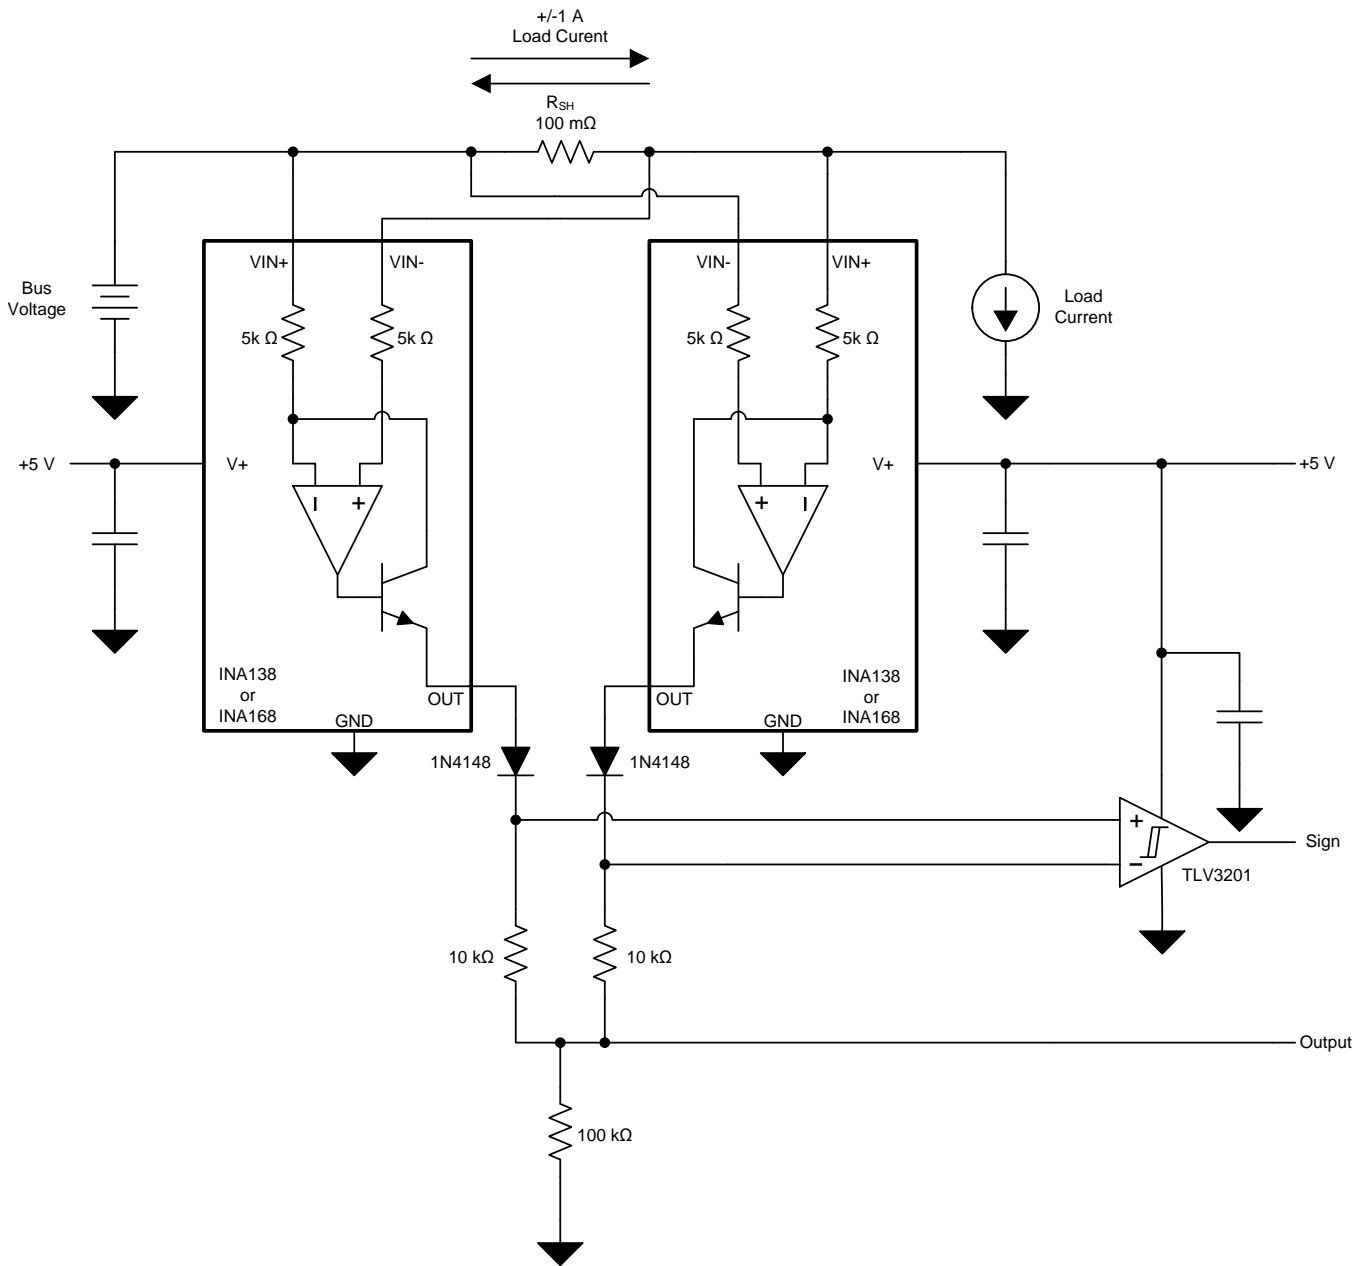 +/-1 A
Load Curent
RSH
100 mΩ
VIN+
VIN-
VIN-
VIN+
Bus
Voltage
5k Ω
5k Ω
5k Ω
5k Ω
Load
Current
+5 V
V+
V+
+5 V
INA138
or
INA168
OUT
GND
INA138
or
INA168
OUT
GND
1N4148
1N4148
Sign
TLV3201
10 kΩ
10 kΩ
Output
100 kΩ